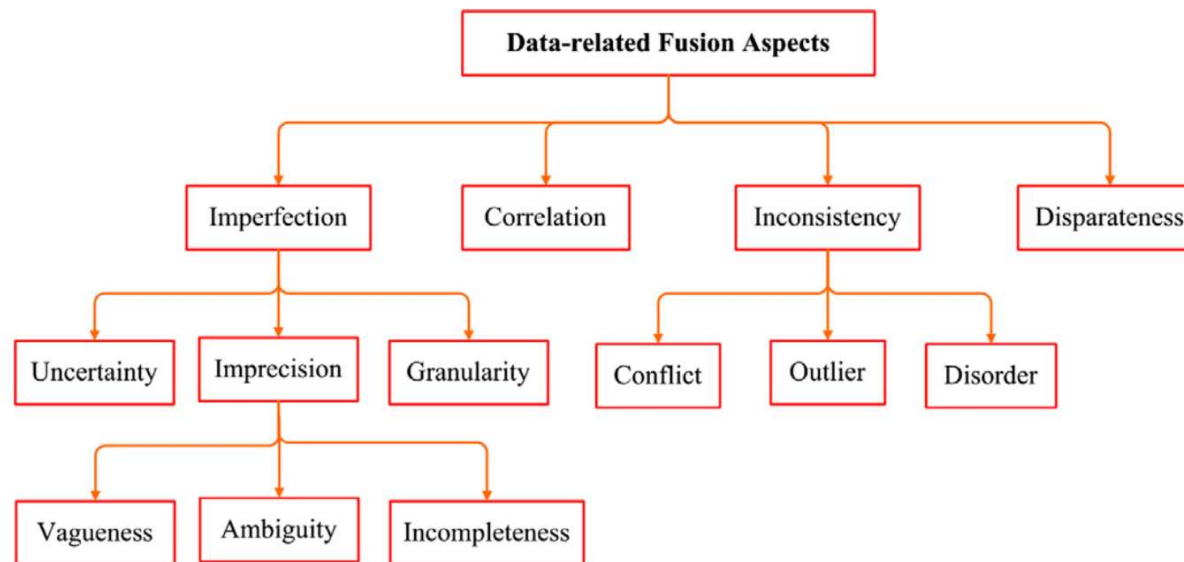 Data-related Fusion Aspects
Imperfection
Correlation
Inconsistency
Disparateness
Uncertainty
Imprecision
Granularity
Conflict
Outlier
Disorder
Vagueness
Ambiguity
Incompleteness